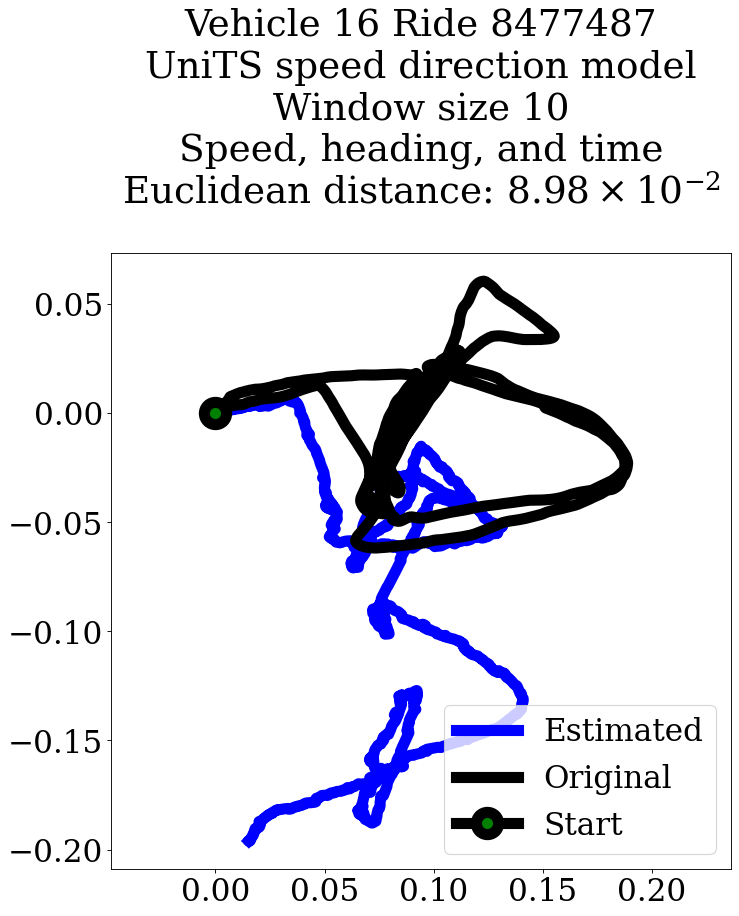 Vehicle 16 Ride 8477487
UniTS speed direction model
Window size 10
Speed, heading, and time
Euclidean distance: 8.98 × 10⁻²
0.05
0.00
−0.05
−0.10
−0.15
−0.20
Estimated
Original
Start
0.00 0.05 0.10 0.15 0.20